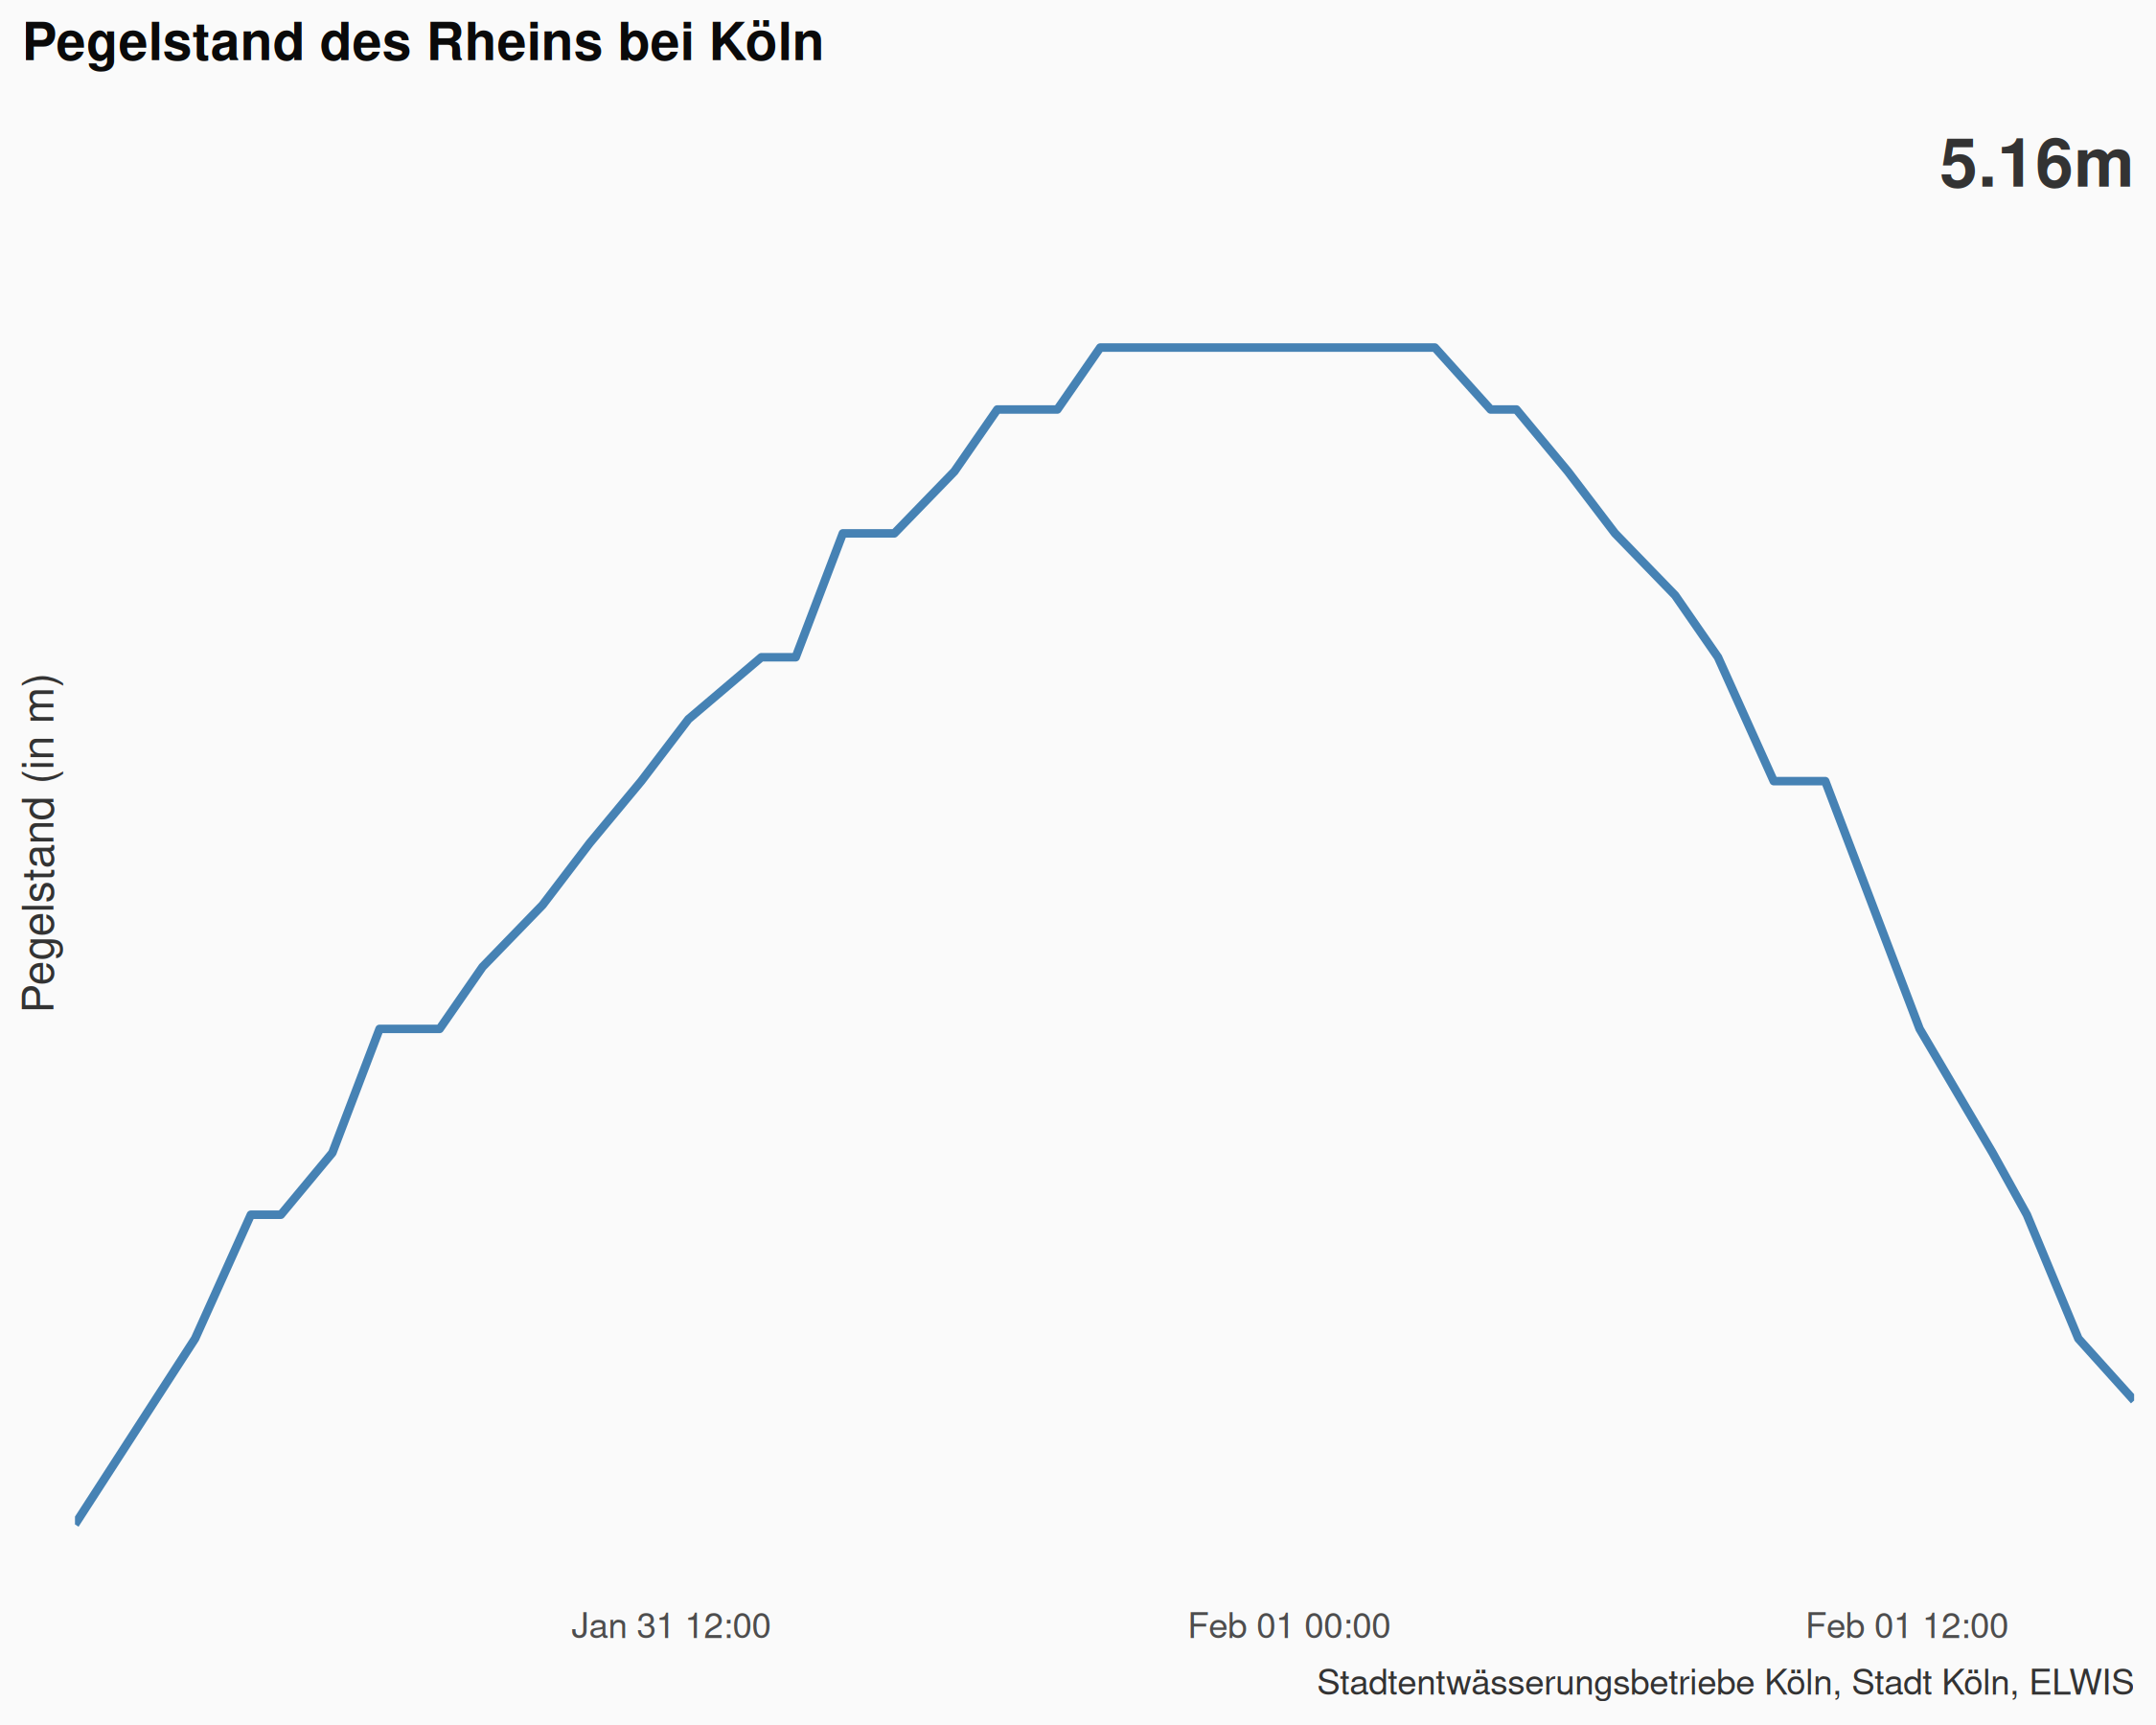 Pegelstand des Rheins bei Köln
5.16m
Pegelstand (in m)
Jan 31 12:00
Feb 01 00:00
Feb 01 12:00
Stadtentwässerungsbetriebe Köln, Stadt Köln, ELWIS